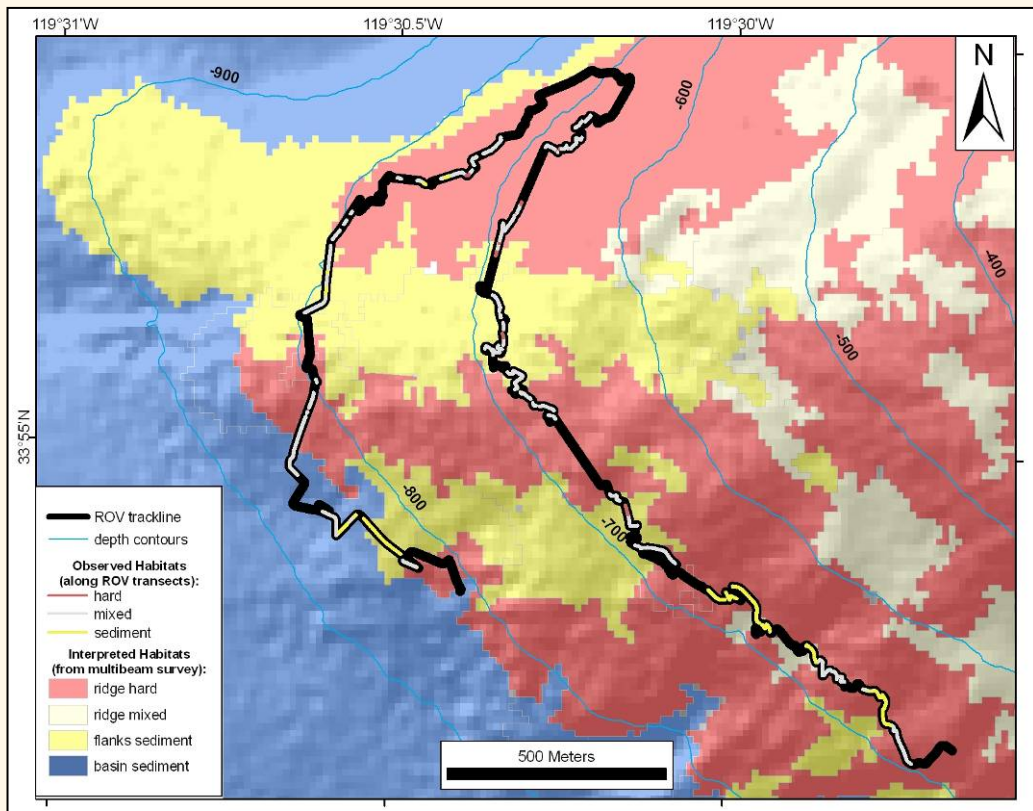 119°31'W
119°30.5'W
119°30'W
N
-900
-600
-400
-500
33°55'N
-800
-700
ROV trackline
depth contours
Observed Habitats
(along ROV transects):
hard
mixed
sediment
Interpreted Habitats
(from multibeam survey):
ridge hard
ridge mixed
flanks sediment
basin sediment
500 Meters